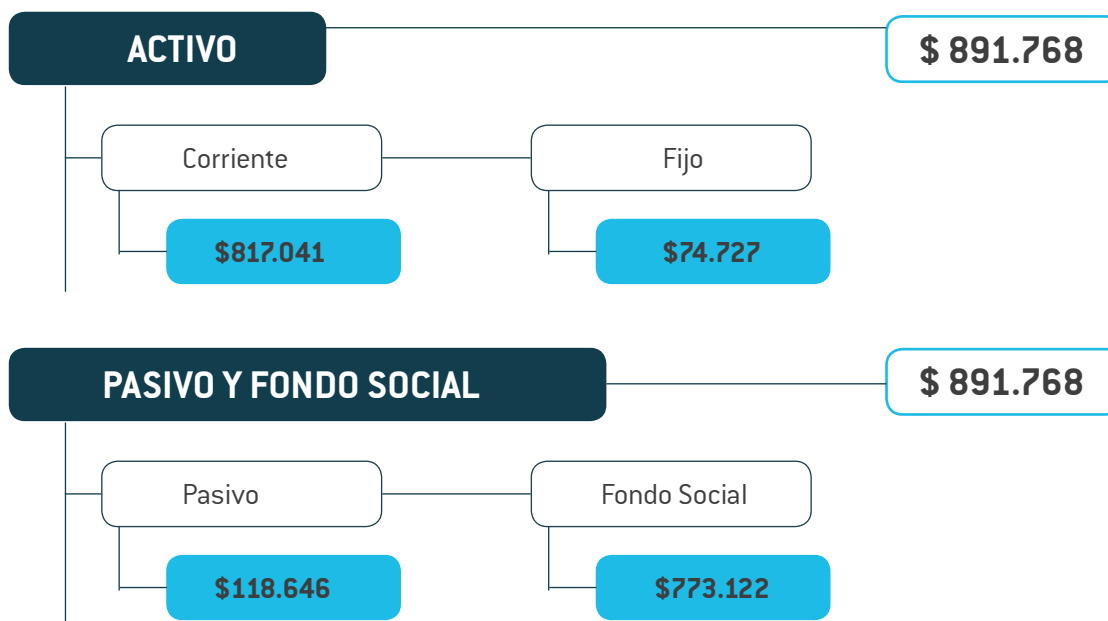 ACTIVO
$ 891.768
Corriente
Fijo
$817.041
$74.727
PASIVO Y FONDO SOCIAL
$ 891.768
Pasivo
Fondo Social
$118.646
$773.122